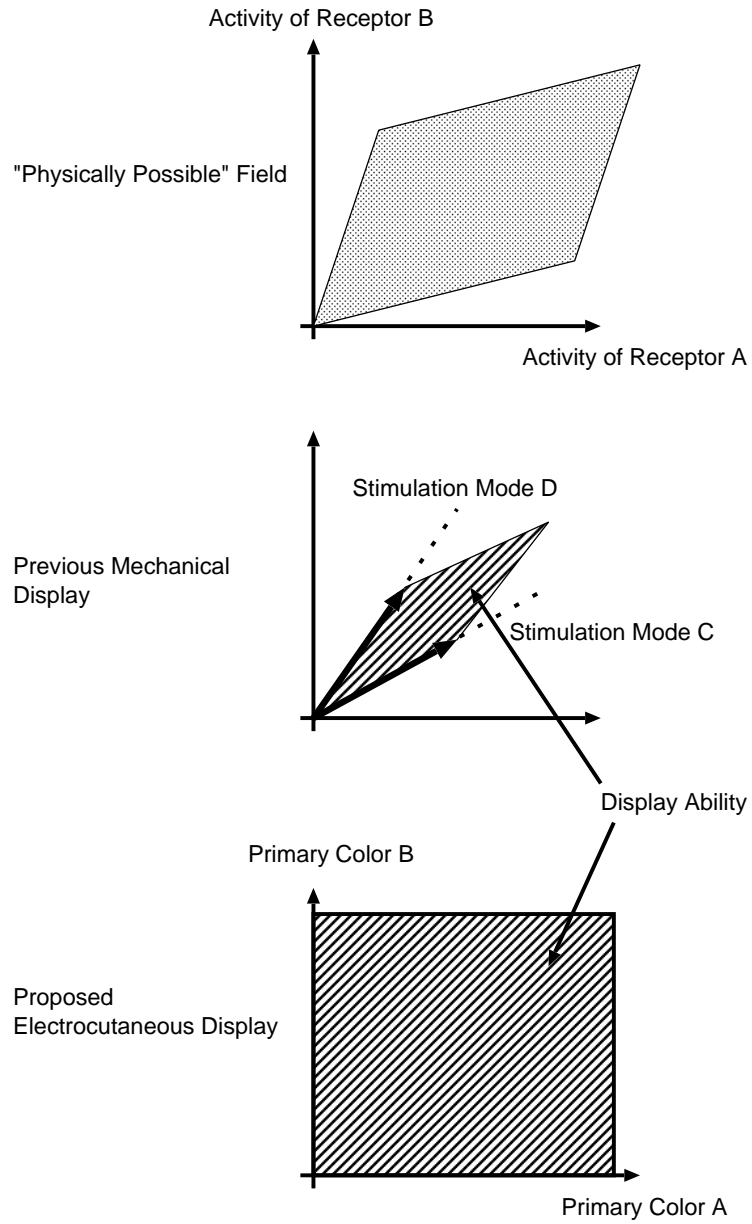 Activity of Receptor B
"Physically Possible" Field
Activity of Receptor A
Stimulation Mode D
Previous Mechanical
Display
Stimulation Mode C
Display Ability
Primary Color B
Proposed
Electrocutaneous Display
Primary Color A